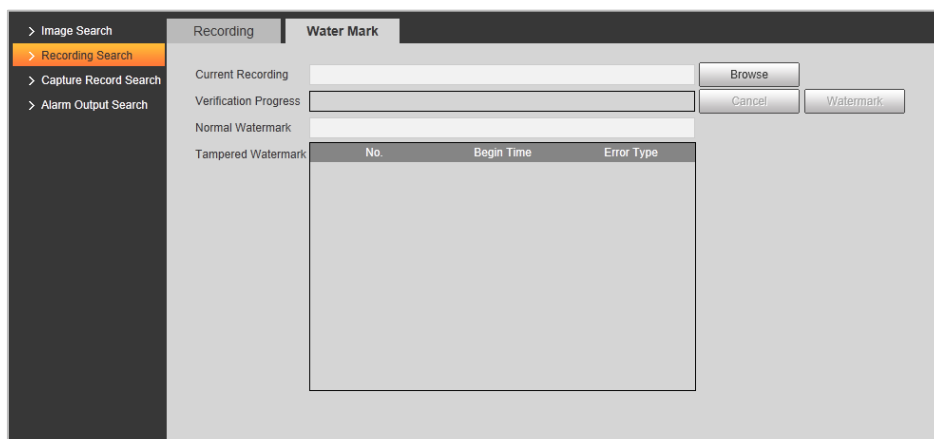 > Image Search
> Recording Search
> Capture Record Search
> Alarm Output Search
Recording Water Mark
Current Recording Browse
Verification Progress Cancel Watermark
Normal Watermark
Tampered Watermark No. Begin Time Error Type